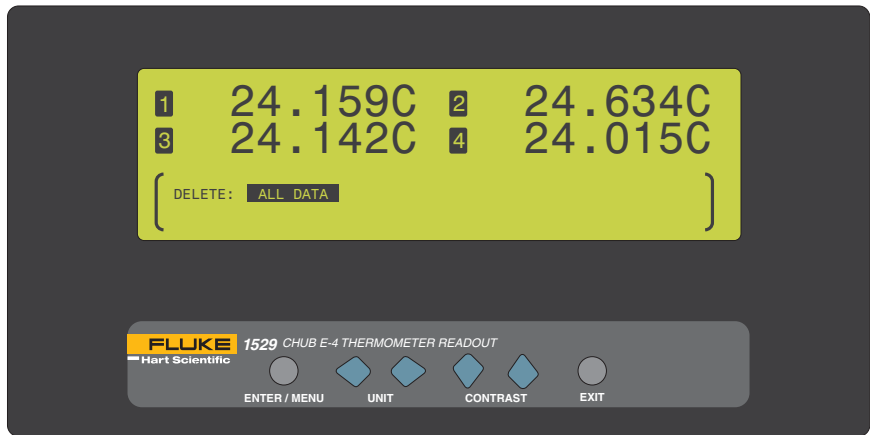 1 24.159C 2 24.634C
3 24.142C 4 24.015C
DELETE: ALL DATA
FLUKE 1529 CHUB E-4 THERMOMETER READOUT
Hart Scientific
ENTER / MENU UNIT CONTRAST EXIT